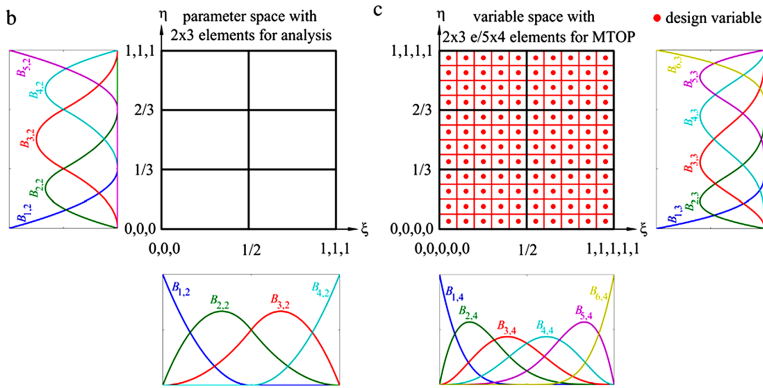 b
η
parameter space with
2x3 elements for analysis
1,1,1
2/3
1/3
0,0,0
0,0,0
1/2
1,1,1
ξ
B5,2
B4,2
B3,2
B2,2
B1,2
B1,2
B2,2
B3,2
B4,2
c
η
variable space with
2x3 e/5x4 elements for MTOP
design variable
1,1,1,1
2/3
1/3
0,0,0,0
0,0,0,0,0
1/2
1,1,1,1,1
ξ
B6,3
B5,3
B4,3
B3,3
B2,3
B1,3
B1,4
B2,4
B3,4
B4,4
B5,4
B6,4